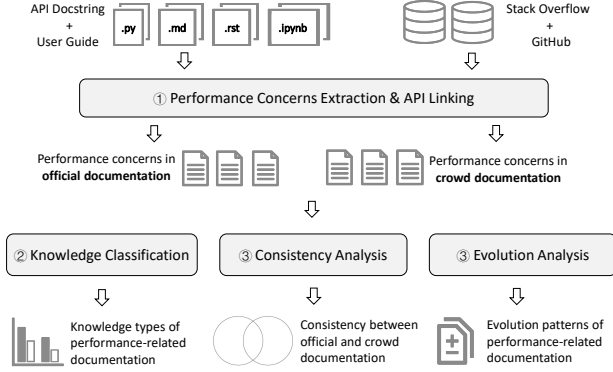 API Docstring
+
User Guide
.py
.md
.rst
.ipynb
Stack Overflow
+
GitHub
① Performance Concerns Extraction & API Linking
Performance concerns in
official documentation
Performance concerns in
crowd documentation
② Knowledge Classification
③ Consistency Analysis
③ Evolution Analysis
Knowledge types of
performance-related
documentation
Consistency between
official and crowd
documentation
Evolution patterns of
performance-related
documentation